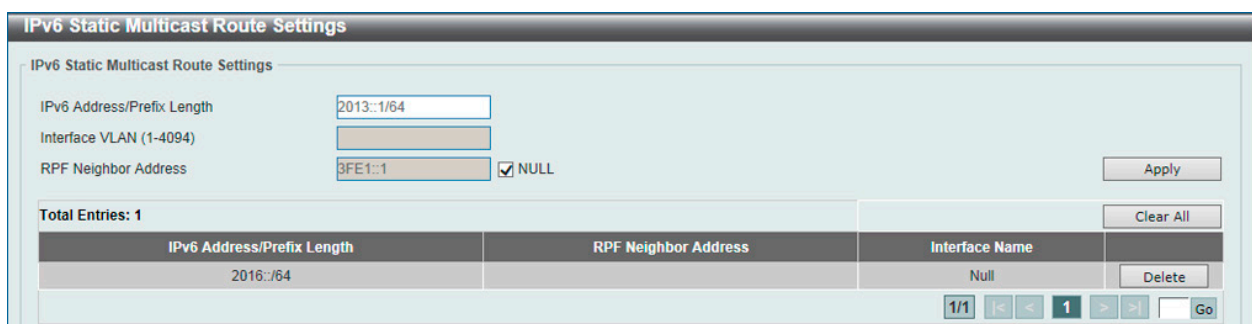 IPv6 Static Multicast Route Settings
IPv6 Static Multicast Route Settings
IPv6 Address/Prefix Length 2013::1/64
Interface VLAN (1-4094)
RPF Neighbor Address 3FE1::1 NULL Apply
Total Entries: 1 Clear All
IPv6 Address/Prefix Length RPF Neighbor Address Interface Name
2016::/64 Null Delete
1/1 |< < 1 > >| Go